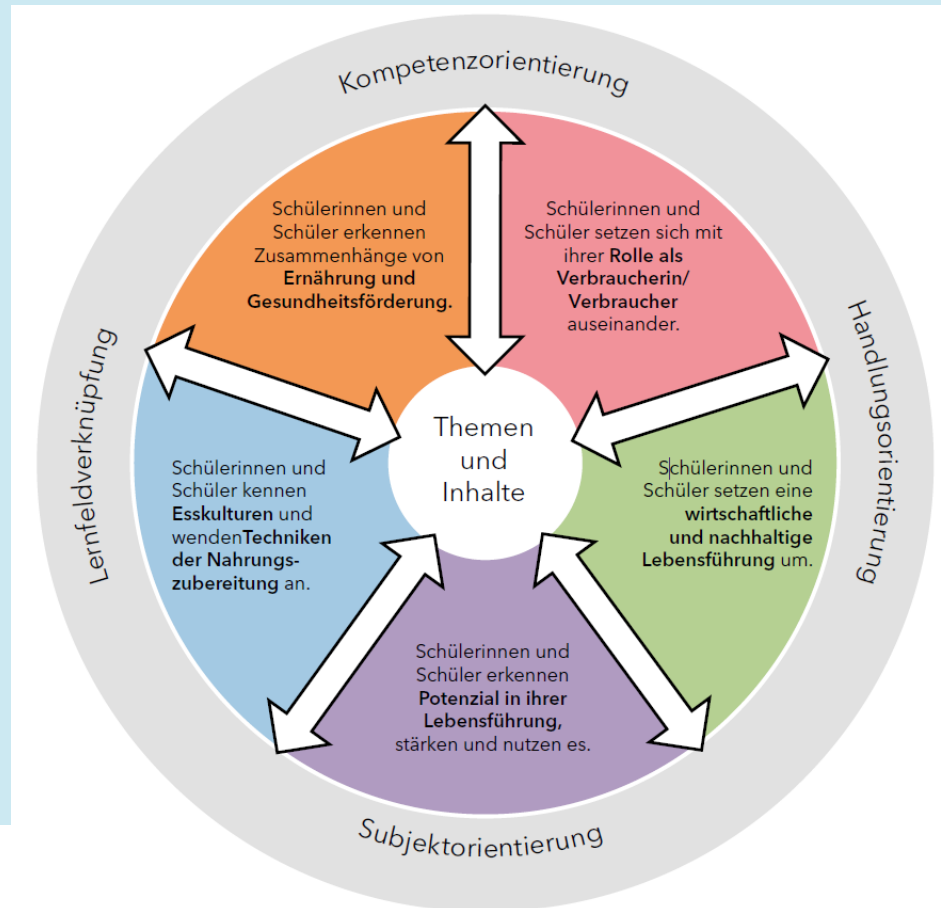 Kompetenzorientierung
Schülerinnen und
Schüler erkennen
Zusammenhänge von
Ernährung und
Gesundheitsförderung.
Schülerinnen und
Schüler setzen sich mit
ihrer Rolle als
Verbraucherin/
Verbraucher
auseinander.
Handlungsorientierung
Lernfeldverknüpfung
Themen
und
Inhalte
Schülerinnen und
Schüler kennen
Esskulturen und
wendenTechniken
der Nahrungs-
zubereitung an.
Schülerinnen und
Schüler setzen eine
wirtschaftliche
und nachhaltige
Lebensführung um.
Schülerinnen und
Schüler erkennen
Potenzial in ihrer
Lebensführung,
stärken und nutzen es.
Subjektorientierung